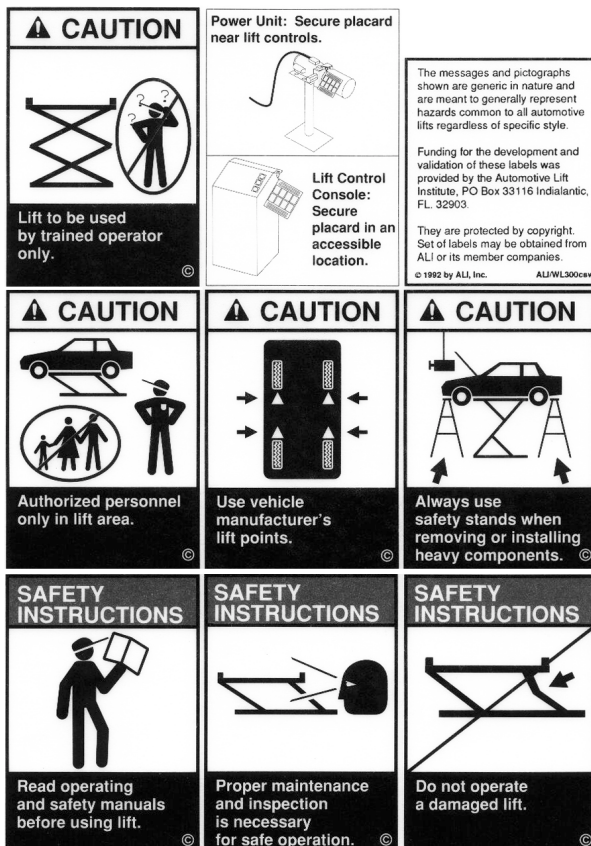 CAUTION
Lift to be used
by trained operator
only.
©
Power Unit: Secure placard
near lift controls.
Lift Control
Console:
Secure
placard in an
accessible
location.
The messages and pictographs
shown are generic in nature and
are meant to generally represent
hazards common to all automotive
lifts regardless of specific style.
Funding for the development and
validation of these labels was
provided by the Automotive Lift
Institute, PO Box 33116 Indialantic,
FL. 32903.
They are protected by copyright.
Set of labels may be obtained from
ALI or its member companies.
© 1992 by ALI, Inc. ALI/WL300csw
CAUTION
Authorized personnel
only in lift area.
©
CAUTION
Use vehicle
manufacturer's
lift points.
©
CAUTION
Always use
safety stands when
removing or installing
heavy components. ©
SAFETY
INSTRUCTIONS
Read operating
and safety manuals
before using lift.
©
SAFETY
INSTRUCTIONS
Proper maintenance
and inspection
is necessary
for safe operation. ©
SAFETY
INSTRUCTIONS
Do not operate
a damaged lift.
©